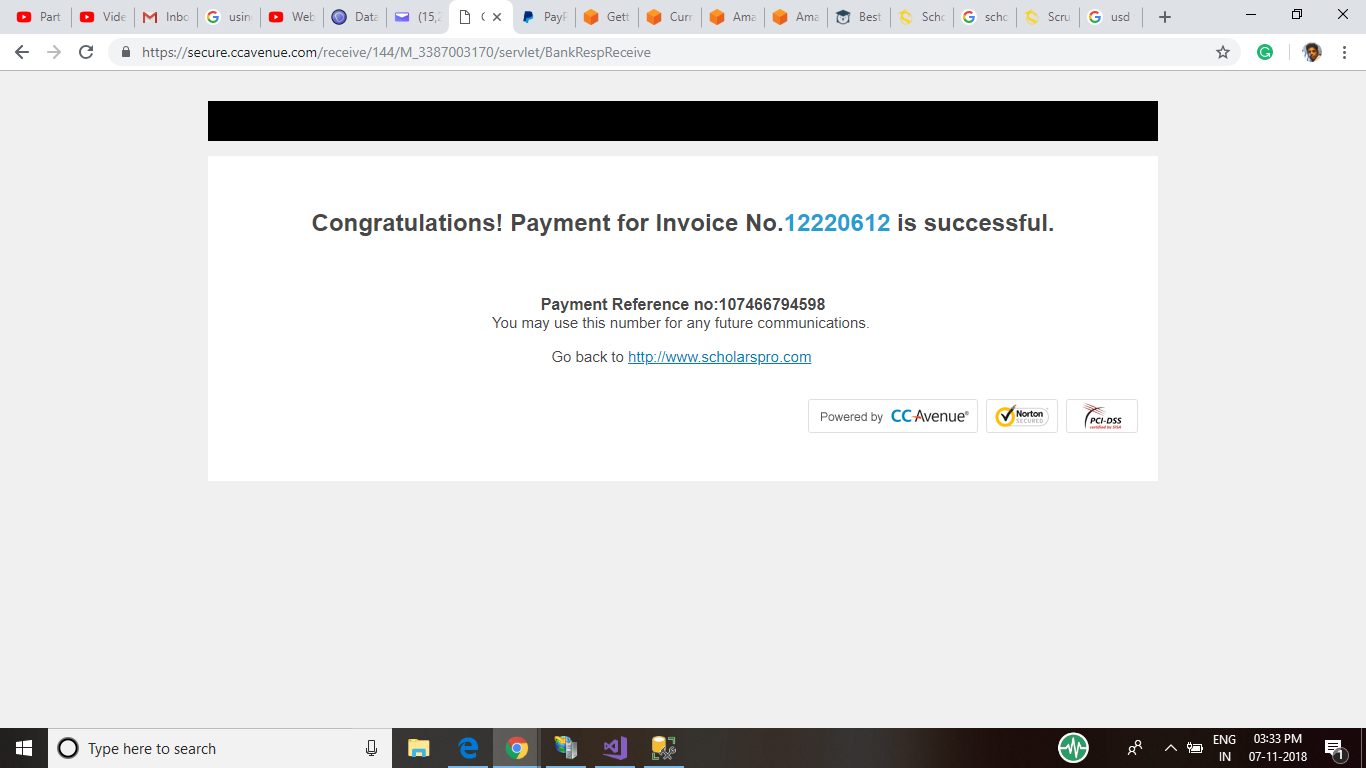 Part
Vide
Inbo
usin
Web
Data
(15,2
PayP
Gett
Curr
Ama
Ama
Best
Scho
scho
Scru
usd
https://secure.ccavenue.com/receive/144/M_3387003170/servlet/BankRespReceive
Congratulations! Payment for Invoice No.12220612 is successful.
Payment Reference no:107466794598
You may use this number for any future communications.
Go back to http://www.scholarspro.com
Powered by CCAvenue®
Norton
SECURED
PCI-DSS
certified by SISA
Type here to search
ENG
IN
03:33 PM
07-11-2018
1